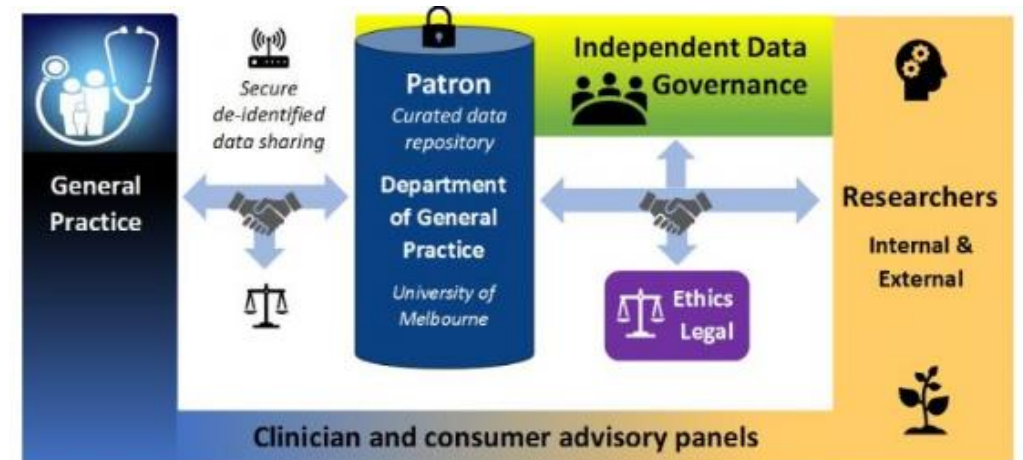 General
Practice
Secure
de-identified
data sharing
Patron
Curated data
repository
Department
of General
Practice
University of
Melbourne
Independent Data
Governance
Ethics
Legal
Researchers
Internal &
External
Clinician and consumer advisory panels